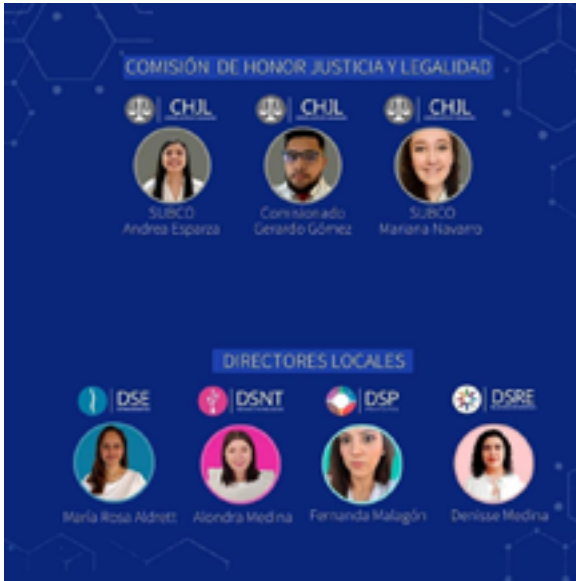 COMISIÓN DE HONOR JUSTICIA Y LEGALIDAD
CHJL CHJL CHJL
SUBCO Comisionado SUBCO
Andrea Esparza Gerardo Gómez Mariana Navarro
DIRECTORES LOCALES
DSE DSNT DSP DSRE
María Rosa Aldrett Alondra Medina Fernanda Malagón Denisse Medina